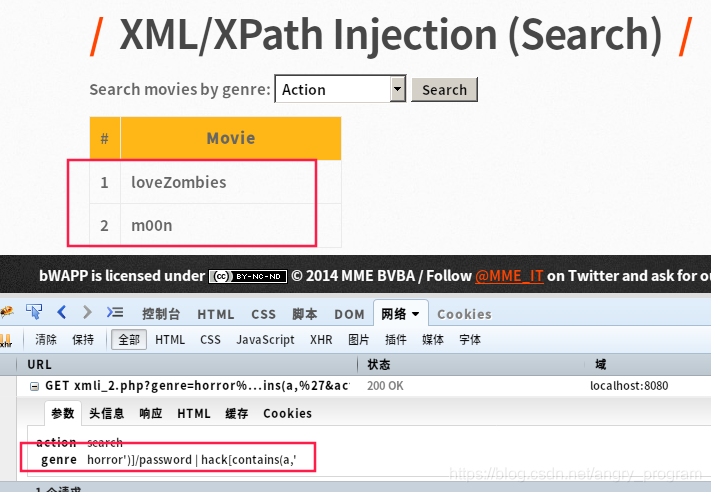 / XML/XPath Injection (Search) /
Search movies by genre: Action Search
# Movie
1 loveZombies
2 m00n
bWAPP is licensed under (cc) BY-NC-ND © 2014 MME BVBA / Follow @MME_IT on Twitter and ask for ou
控制台 HTML CSS 脚本 DOM 网络 Cookies
xhr 清除 保持 全部 HTML CSS JavaScript XHR 图片 插件 媒体 字体
URL 状态 域
GET xmli_2.php?genre=horror%...ins(a,%27&ac 200 OK localhost:8080
参数 头信息 响应 HTML 缓存 Cookies
action search
genre horror')]/password | hack[contains(a,'
https://blog.csdn.net/angry_program
1 个请求